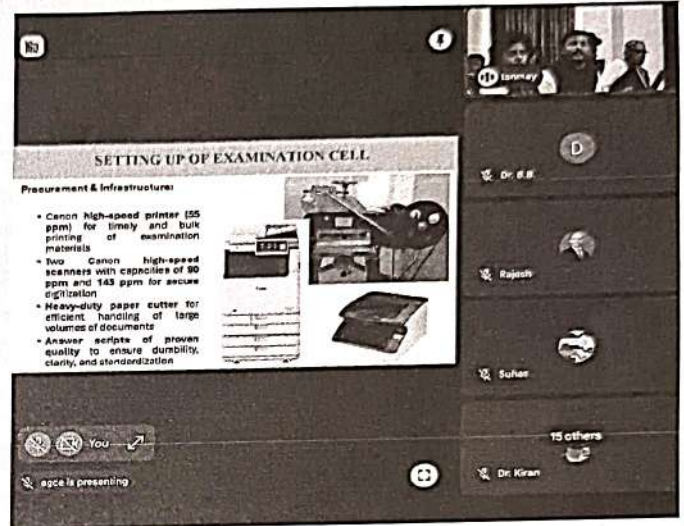 Tanmay
SETTING UP OF EXAMINATION CELL
Procurement & Infrastructure:
• Canon high-speed printer (55
ppm) for timely and bulk
printing of examination
materials
• Two Canon high-speed
scanners with capacities of 90
ppm and 145 ppm for secure
digitization
• Heavy-duty paper cutter for
efficient handling of large
volumes of documents
• Answer scripts of proven
quality to ensure durability,
clarity, and standardization
D
Dr. B.B.
Rajesh
Suhas
15 others
Dr. Kiran
You
agce is presenting